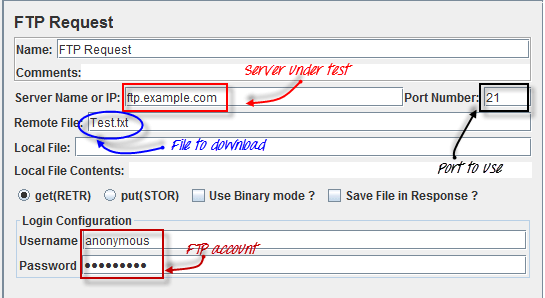 FTP Request
Name: FTP Request
Comments:
Server under test
Server Name or IP: ftp.example.com Port Number: 21
Remote File: Test.txt
File to download
Local File:
Port to use
Local File Contents:
get(RETR) put(STOR) Use Binary mode ? Save File in Response ?
Login Configuration
Username anonymous
FTP account
Password •••••••••